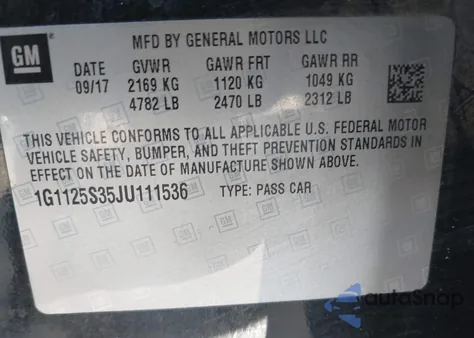 GM
MFD BY GENERAL MOTORS LLC
DATE GVWR GAWR FRT GAWR RR
09/17 2169 KG 1120 KG 1049 KG
4782 LB 2470 LB 2312 LB
THIS VEHICLE CONFORMS TO ALL APPLICABLE U.S. FEDERAL MOTOR
VEHICLE SAFETY, BUMPER, AND THEFT PREVENTION STANDARDS IN
EFFECT ON THE DATE OF MANUFACTURE SHOWN ABOVE.
1G1125S35JU111536 TYPE: PASS CAR
autaSnap